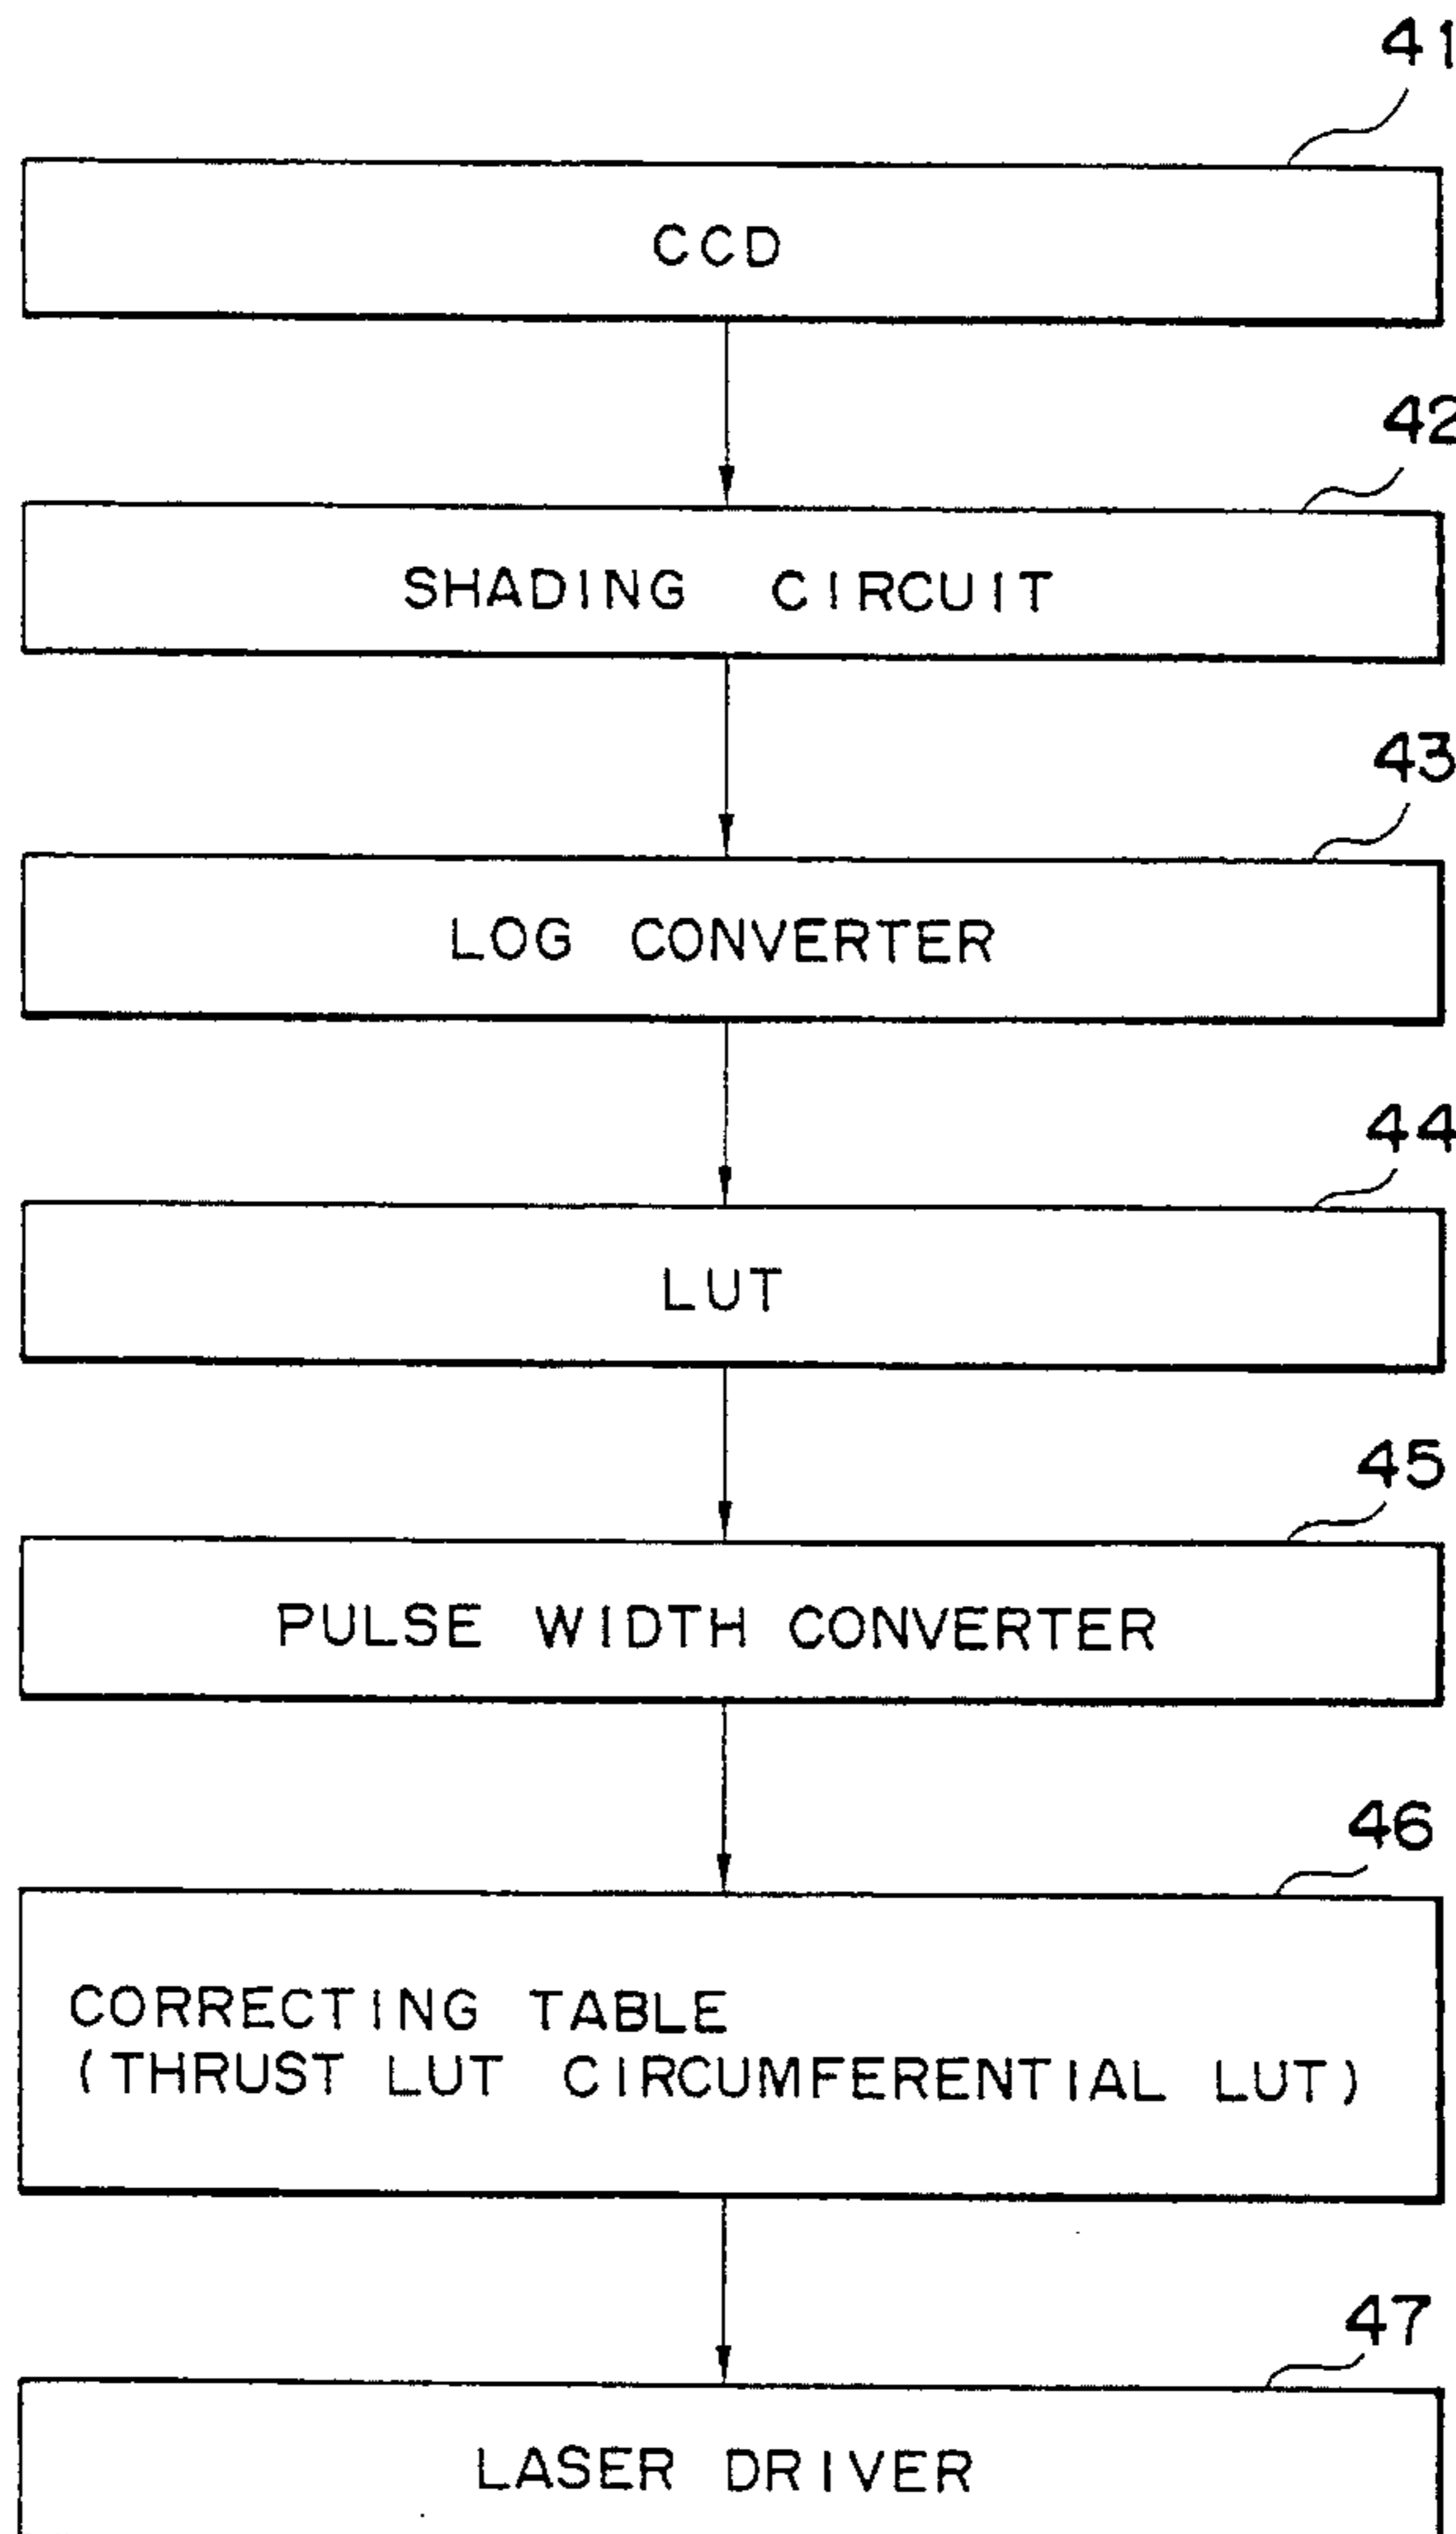 41
CCD
42
SHADING CIRCUIT
43
LOG CONVERTER
44
LUT
45
PULSE WIDTH CONVERTER
46
CORRECTING TABLE
(THRUST LUT CIRCUMFERENTIAL LUT)
47
LASER DRIVER